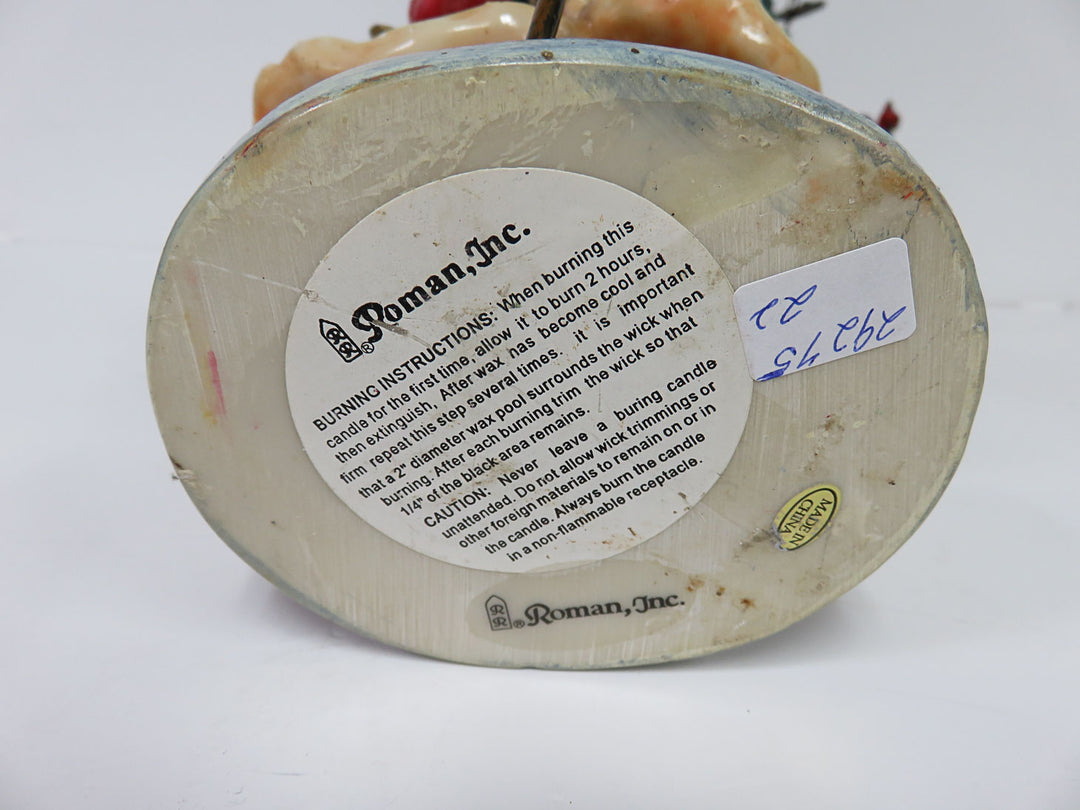 RR® Roman, Inc.
BURNING INSTRUCTIONS: When burning this
candle for the first time, allow it to burn 2 hours,
then extinguish, After wax has become cool and
firm repeat this step several times. it is important
that a 2" diameter wax pool surrounds the wick when
burning. After each burning trim the wick so that
1/4" of the black area remains.
CAUTION: Never leave a buring candle
unattended. Do not allow wick trimmings or
other foreign materials to remain on or in
the candle. Always burn the candle
in a non-flammable receptacle.
29245
22
MADE IN
CHINA
RR® Roman, Inc.